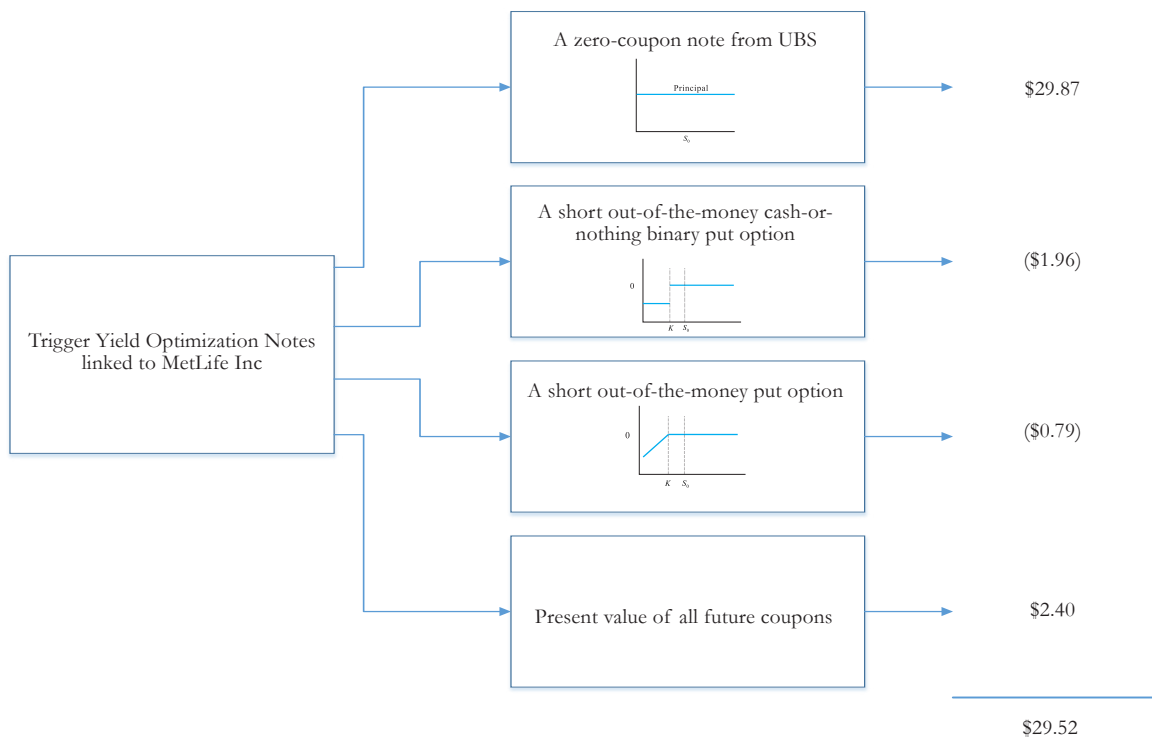 Trigger Yield Optimization Notes
linked to MetLife Inc
A zero-coupon note from UBS
Principal
S₀
$29.87
A short out-of-the-money cash-or-
nothing binary put option
0
K S₀
($1.96)
A short out-of-the-money put option
0
K S₀
($0.79)
Present value of all future coupons
$2.40
$29.52